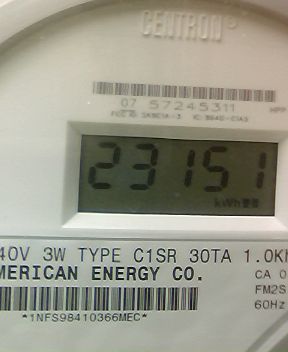 CENTRON®
07 57245311
23151
kWh
40V 3W TYPE C1SR 30TA 1.0K
MERICAN ENERGY CO.
CA 0
FM2S
60Hz
*1NFS98410366MEC*